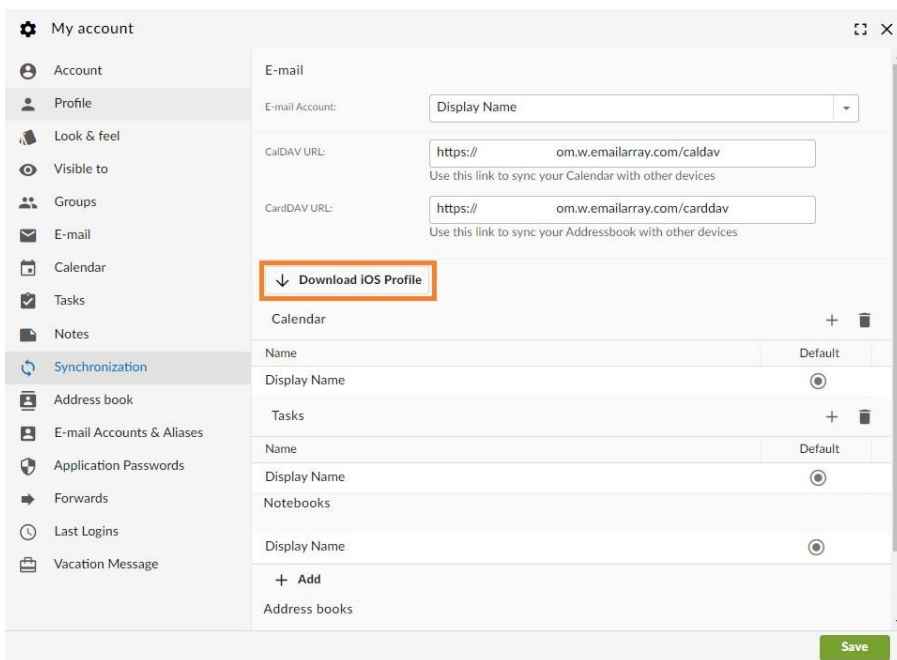 My account
Account
Profile
Look & feel
Visible to
Groups
E-mail
Calendar
Tasks
Notes
Synchronization
Address book
E-mail Accounts & Aliases
Application Passwords
Forwards
Last Logins
Vacation Message
E-mail
E-mail Account:
Display Name
CalDAV URL:
https:// om.w.emailarray.com/caldav
Use this link to sync your Calendar with other devices
CardDAV URL:
https:// om.w.emailarray.com/carddav
Use this link to sync your Addressbook with other devices
Download iOS Profile
Calendar
Name Default
Display Name
Tasks
Name Default
Display Name
Notebooks
Display Name
+ Add
Address books
Save